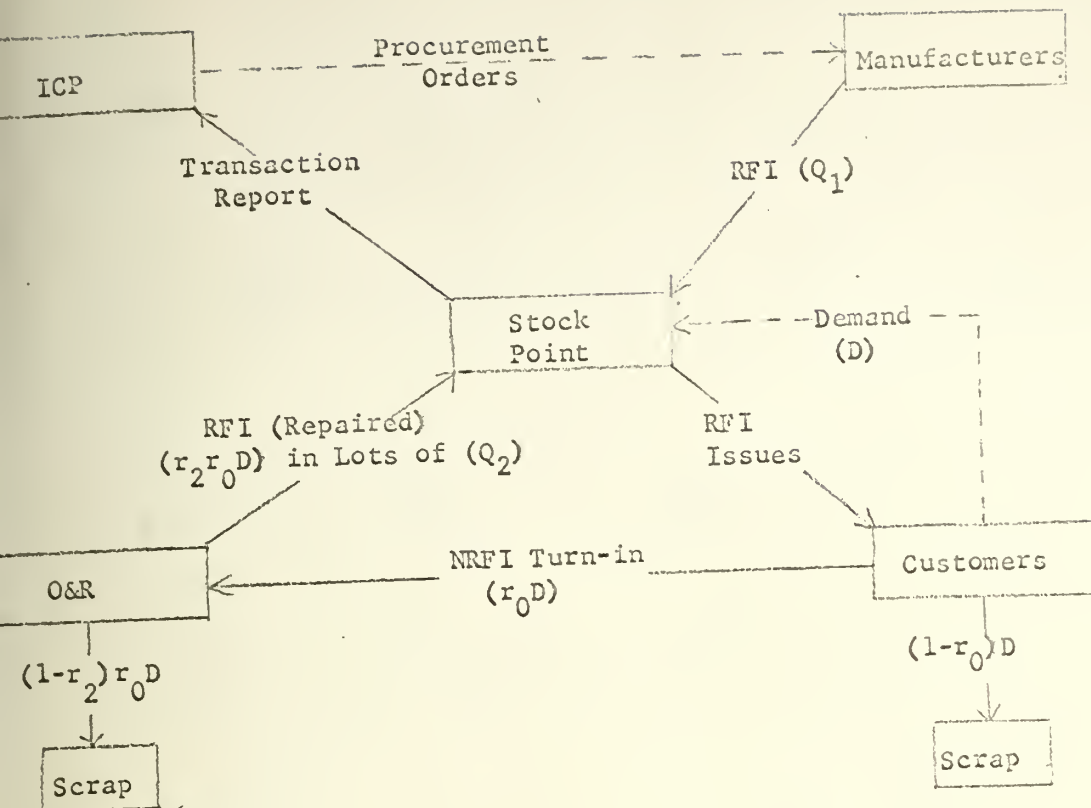 Procurement
Orders
ICP
Manufacturers
Transaction
Report
RFI (Q₁)
Stock
Point
Demand
(D)
RFI (Repaired)
(r₂r₀D) in Lots of (Q₂)
RFI
Issues
O&R
NRFI Turn-in
(r₀D)
Customers
(1-r₂)r₀D
(1-r₀)D
Scrap
Scrap